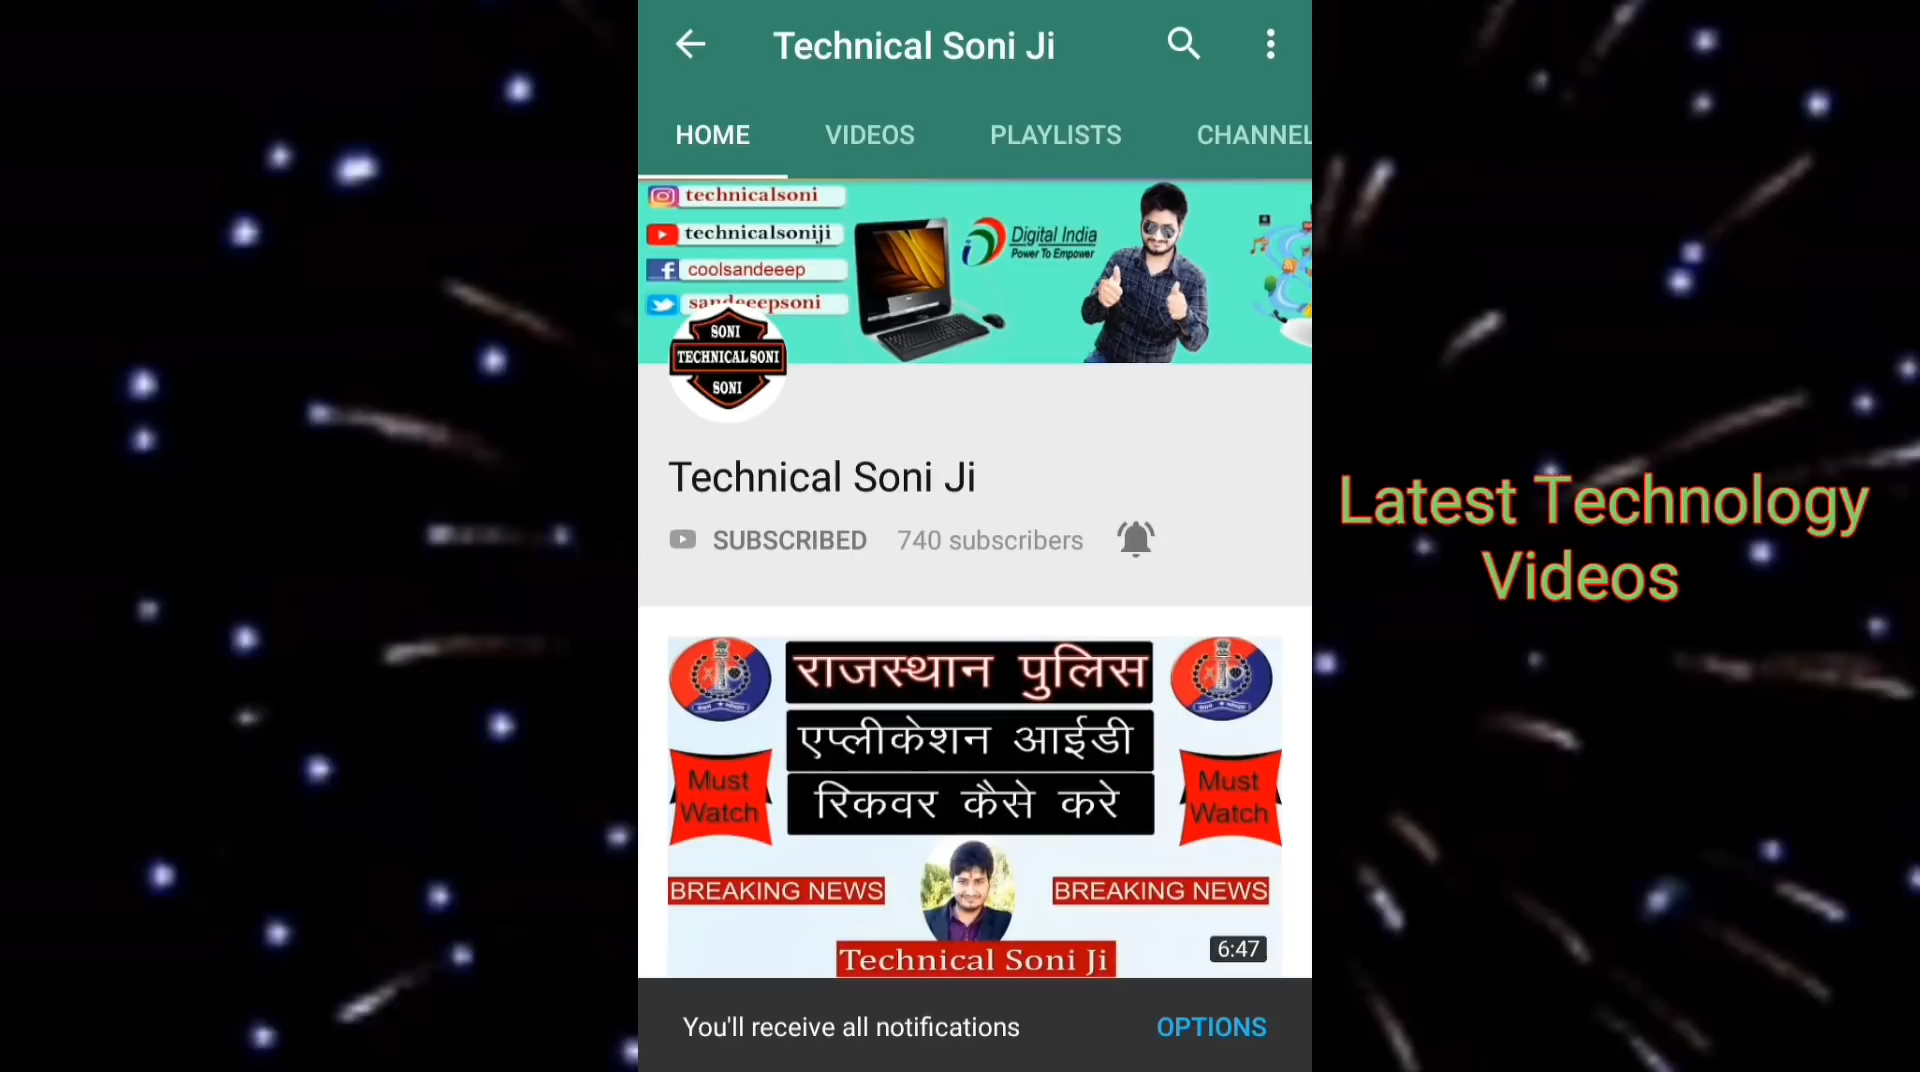 Technical Soni Ji
HOME VIDEOS PLAYLISTS CHANNEL
technicalsoni
technicalsoniji
coolsandeeep
sandeeepsoni
Digital India
Power To Empower
SONI
TECHNICAL SONI
SONI
Technical Soni Ji
SUBSCRIBED 740 subscribers
Latest Technology
Videos
राजस्थान पुलिस
एप्लीकेशन आईडी
रिकवर कैसे करे
Must
Watch
Must
Watch
BREAKING NEWS
BREAKING NEWS
Technical Soni Ji
6:47
You'll receive all notifications OPTIONS